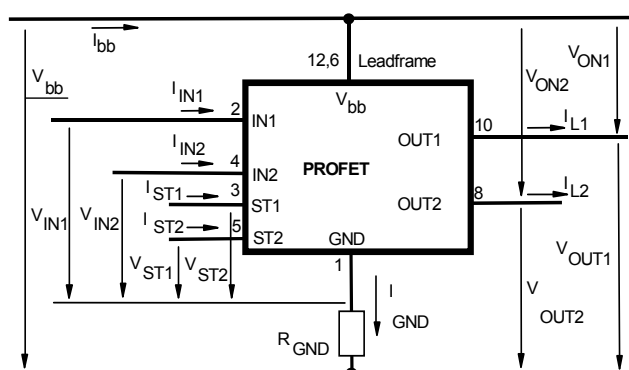 I bb
V bb
12,6 Leadframe
V ON1
V ON2
I IN1
V bb
2
IN1
10
I L1
OUT1
I IN2
4
IN2
PROFET
I ST1
3
ST1
8
I L2
OUT2
V IN1
V IN2
I ST2
5
ST2
GND
V ST1
V ST2
1
V OUT1
V OUT2
I GND
R GND